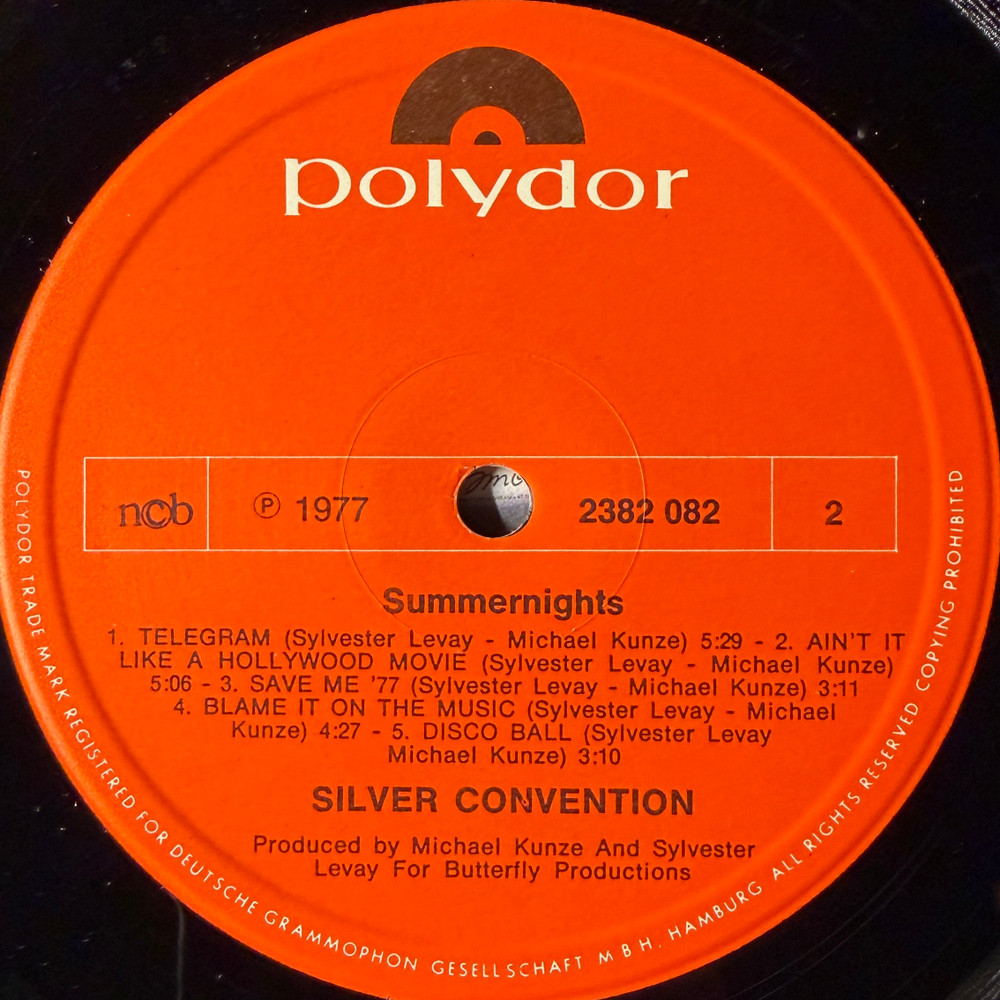 polydor
ncb
℗ 1977
2382 082
2
Summernights
1. TELEGRAM (Sylvester Levay - Michael Kunze) 5:29 - 2. AIN'T IT
LIKE A HOLLYWOOD MOVIE (Sylvester Levay - Michael Kunze)
5:06 - 3. SAVE ME '77 (Sylvester Levay - Michael Kunze) 3:11
4. BLAME IT ON THE MUSIC (Sylvester Levay - Michael
Kunze) 4:27 - 5. DISCO BALL (Sylvester Levay
Michael Kunze) 3:10
SILVER CONVENTION
Produced by Michael Kunze And Sylvester
Levay For Butterfly Productions
POLYDOR TRADE MARK REGISTERED FOR DEUTSCHE GRAMMOPHON GESELLSCHAFT M B H. HAMBURG ALL RIGHTS RESERVED COPYING PROHIBITED